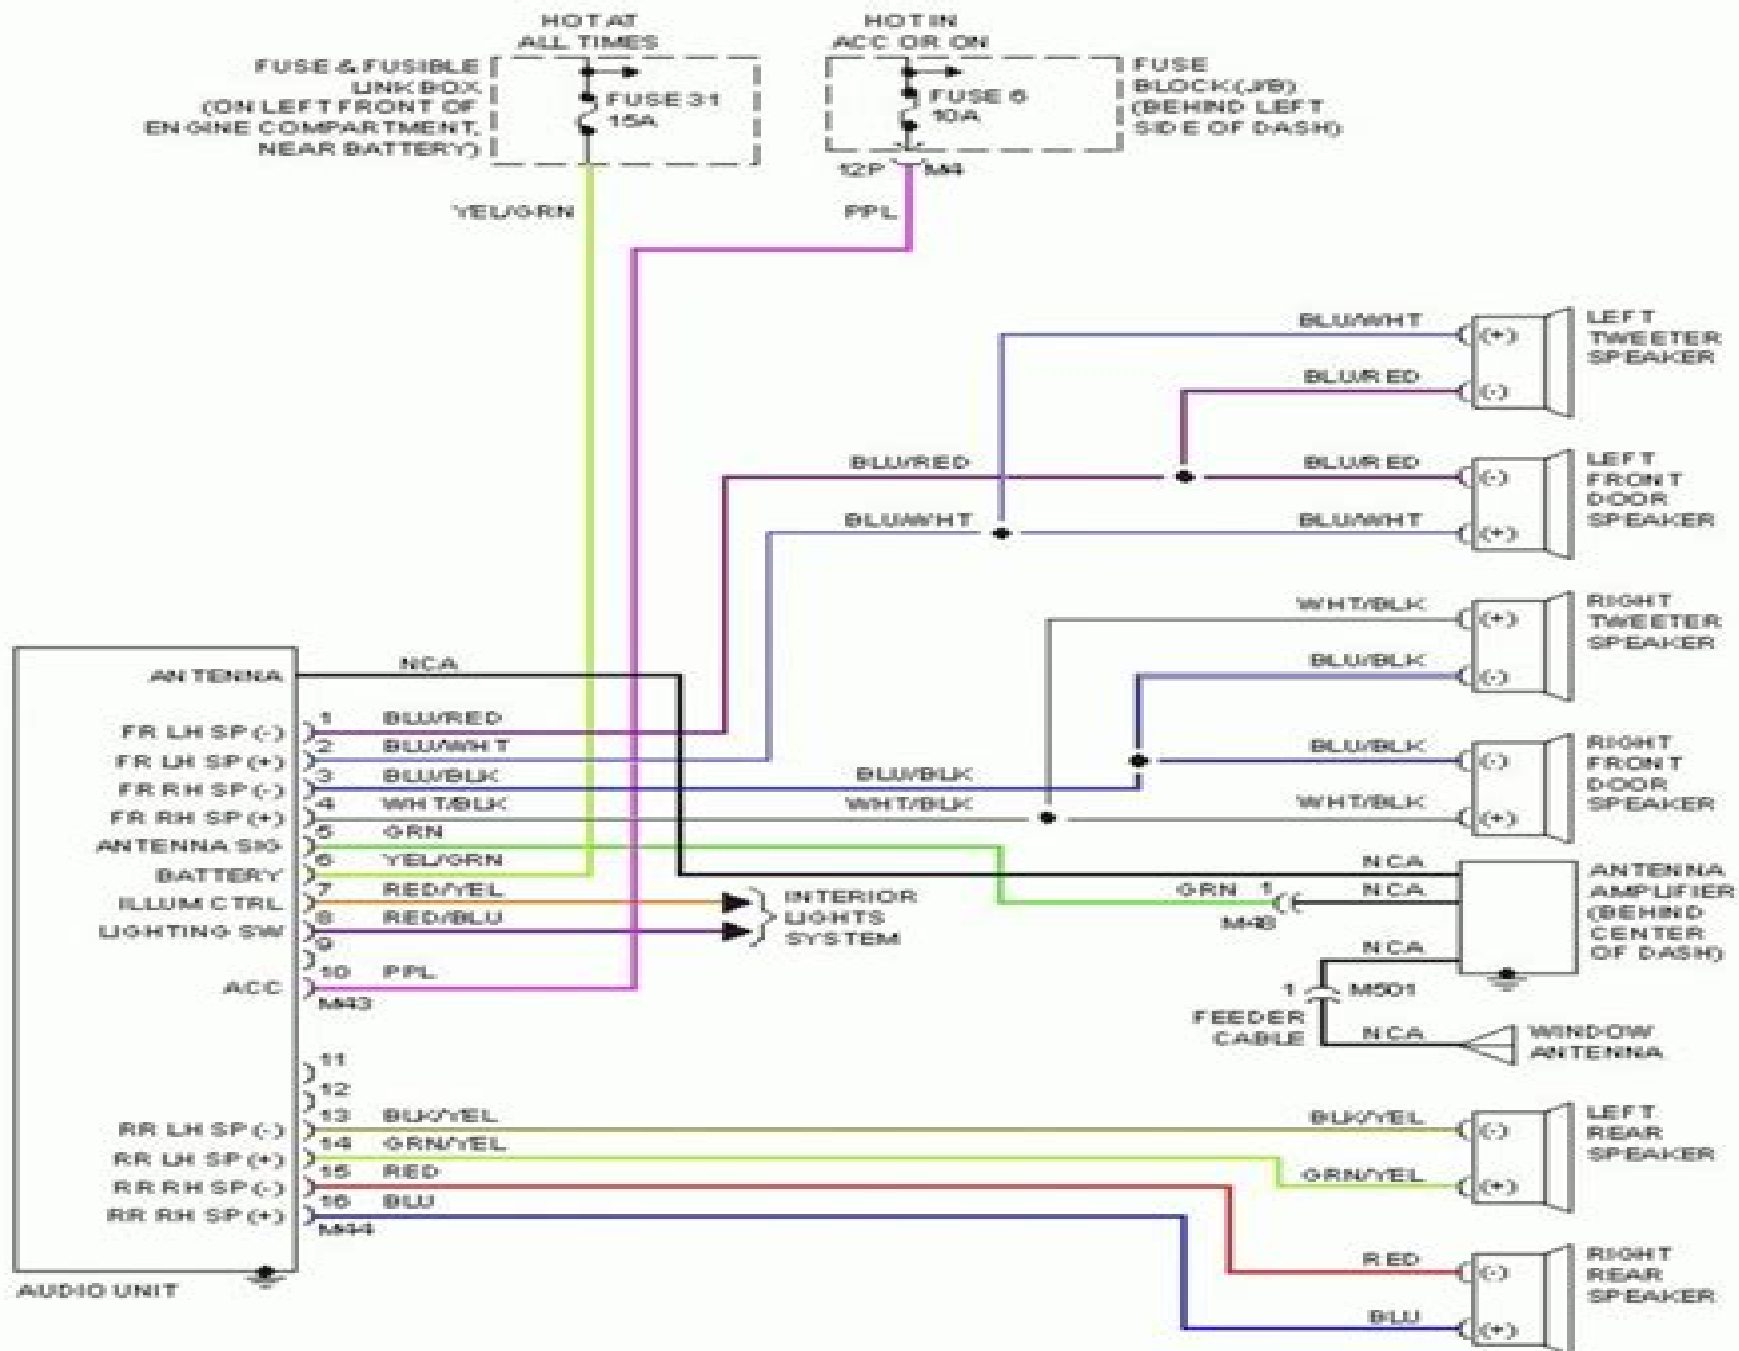 HOT AT
ALL TIMES
HOT IN
ACC OR ON
FUSE & FUSIBLE
LINK BOX
(ON LEFT FRONT OF
ENGINE COMPARTMENT,
NEAR BATTERY)
FUSE 31
15A
FUSE 6
10A
FUSE
BLOCK (J/B)
(BEHIND LEFT
SIDE OF DASH)
12P M4
YEL/GRN
PPL
BLU/WHT
(+)
LEFT
TWEETER
SPEAKER
BLU/RED
(-)
BLU/RED
BLU/RED
(-)
LEFT
FRONT
DOOR
SPEAKER
BLU/WHT
BLU/WHT
(+)
WHT/BLK
(+)
RIGHT
TWEETER
SPEAKER
BLU/BLK
(-)
BLU/BLK
(-)
RIGHT
FRONT
DOOR
SPEAKER
BLU/BLK
WHT/BLK
WHT/BLK
(+)
ANTENNA
NCA
FR LH SP (-)
1 BLU/RED
FR LH SP (+)
2 BLU/WHT
FR RH SP (-)
3 BLU/BLK
FR RH SP (+)
4 WHT/BLK
ANTENNA SIG
5 GRN
BATTERY
6 YEL/GRN
ILLUM CTRL
7 RED/YEL
LIGHTING SW
8 RED/BLU
9
ACC
10 PPL
M43
INTERIOR
LIGHTS
SYSTEM
NCA
GRN 1
M46
NCA
NCA
ANTENNA
AMPLIFIER
(BEHIND
CENTER
OF DASH)
1 M501
FEEDER
CABLE
NCA
WINDOW
ANTENNA
11
12
RR LH SP (-)
13 BLK/YEL
RR LH SP (+)
14 GRN/YEL
RR RH SP (-)
15 RED
RR RH SP (+)
16 BLU
M44
AUDIO UNIT
BLK/YEL
(-)
GRN/YEL
(+)
LEFT
REAR
SPEAKER
RED
(-)
BLU
(+)
RIGHT
REAR
SPEAKER